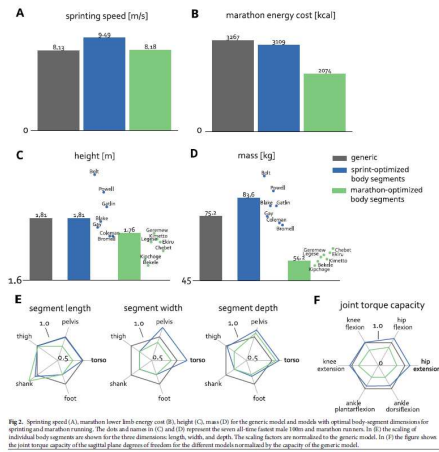 A
sprinting speed [m/s]
8,13
9,49
8,18
0
B
marathon energy cost [kcal]
3267
3109
2074
0
C
height [m]
Bolt
Powell
Gatlin
Blake
Gay
Coleman
Bromell
Geremew
Kimetto
Legese
Ekiru
Chebet
Kipchoge
Bekele
1,81
1,81
1,76
1.6
D
mass [kg]
Bolt
Powell
Blake
Gatlin
Gay
Coleman
Bromell
Geremew
Chebet
Legese
Ekiru
Kimetto
Bekele
Kipchoge
75,2
83,6
54,2
45
generic
sprint-optimized
body segments
marathon-optimized
body segments
E
segment length
1.0
pelvis
thigh
0.5
torso
shank
foot
segment width
1.0
pelvis
thigh
0.5
torso
shank
foot
segment depth
1.0
pelvis
thigh
0.5
torso
shank
foot
F
joint torque capacity
knee
flexion
1.0
hip
flexion
knee
extension
0
hip
extension
ankle
plantarflexion
ankle
dorsiflexion
Fig 2. Sprinting speed (A), marathon lower limb energy cost (B), height (C), mass (D) for the generic model and models with optimal body-segment dimensions for
sprinting and marathon running. The dots and names in (C) and (D) represent the seven all-time fastest male 100m and marathon runners. In (E) the scaling of
individual body segments are shown for the three dimensions: length, width, and depth. The scaling factors are normalized to the generic model. In (F) the figure shows
the joint torque capacity of the sagittal plane degrees of freedom for the different models normalized by the capacity of the generic model.